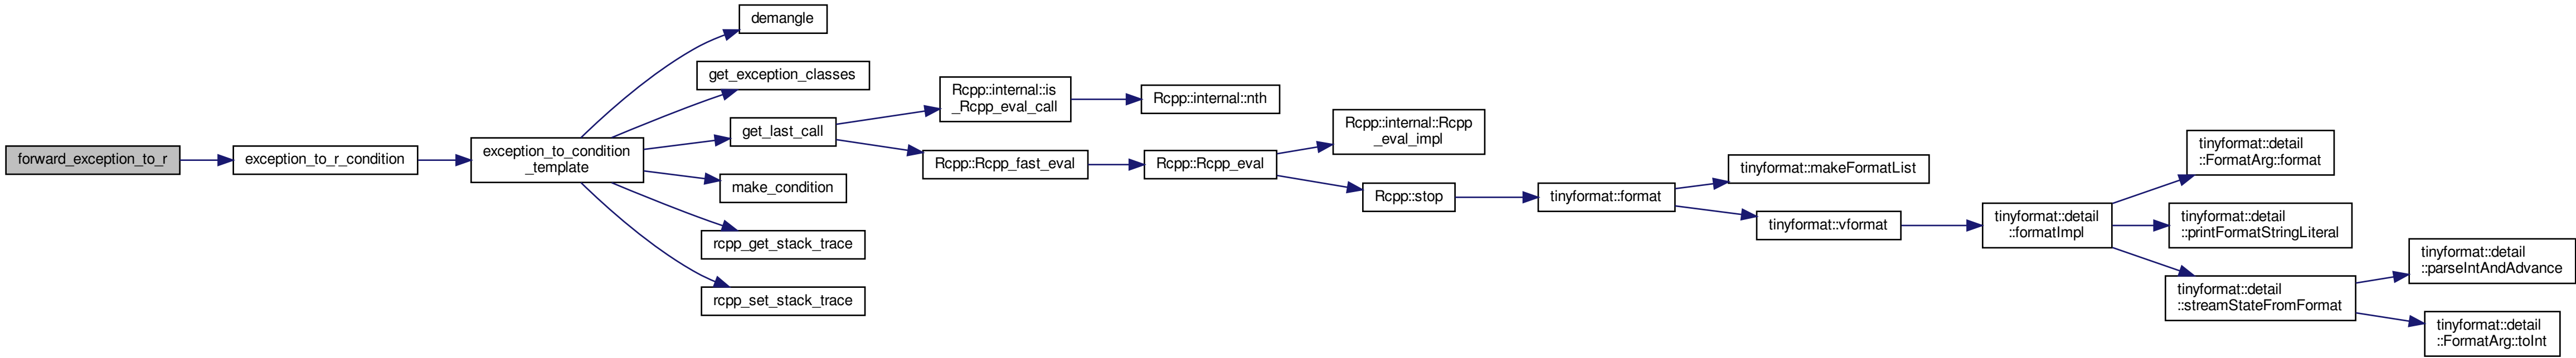 forward_exception_to_r
exception_to_r_condition
exception_to_condition
_template
demangle
get_exception_classes
get_last_call
make_condition
rcpp_get_stack_trace
rcpp_set_stack_trace
Rcpp::internal::is
_Rcpp_eval_call
Rcpp::Rcpp_fast_eval
Rcpp::internal::nth
Rcpp::Rcpp_eval
Rcpp::internal::Rcpp
_eval_impl
Rcpp::stop
tinyformat::format
tinyformat::makeFormatList
tinyformat::vformat
tinyformat::detail
::formatImpl
tinyformat::detail
::FormatArg::format
tinyformat::detail
::printFormatStringLiteral
tinyformat::detail
::streamStateFromFormat
tinyformat::detail
::parseIntAndAdvance
tinyformat::detail
::FormatArg::toInt